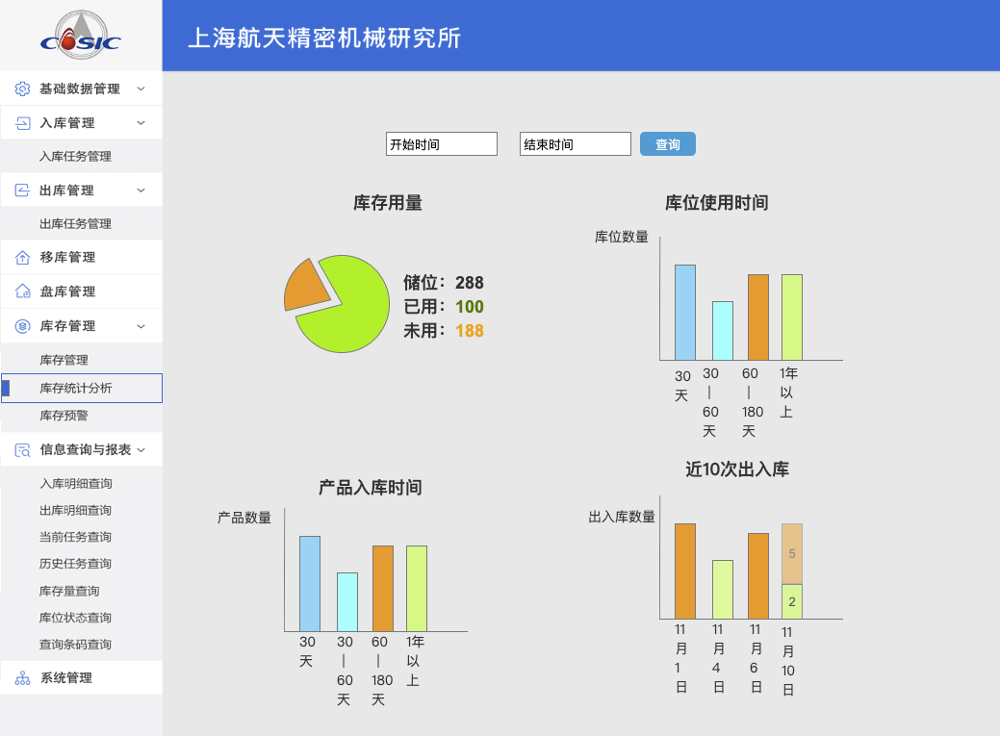 CASIC
上海航天精密机械研究所
基础数据管理
入库管理
入库任务管理
出库管理
出库任务管理
移库管理
盘库管理
库存管理
库存管理
库存统计分析
库存预警
信息查询与报表
入库明细查询
出库明细查询
当前任务查询
历史任务查询
库存量查询
库位状态查询
查询条码查询
系统管理
开始时间 结束时间 查询
库存用量
储位：288
已用：100
未用：188
库位使用时间
库位数量
30天 30|60天 60|180天 1年以上
产品入库时间
产品数量
30天 30|60天 60|180天 1年以上
近10次出入库
出入库数量
5
2
11月1日 11月4日 11月6日 11月10日